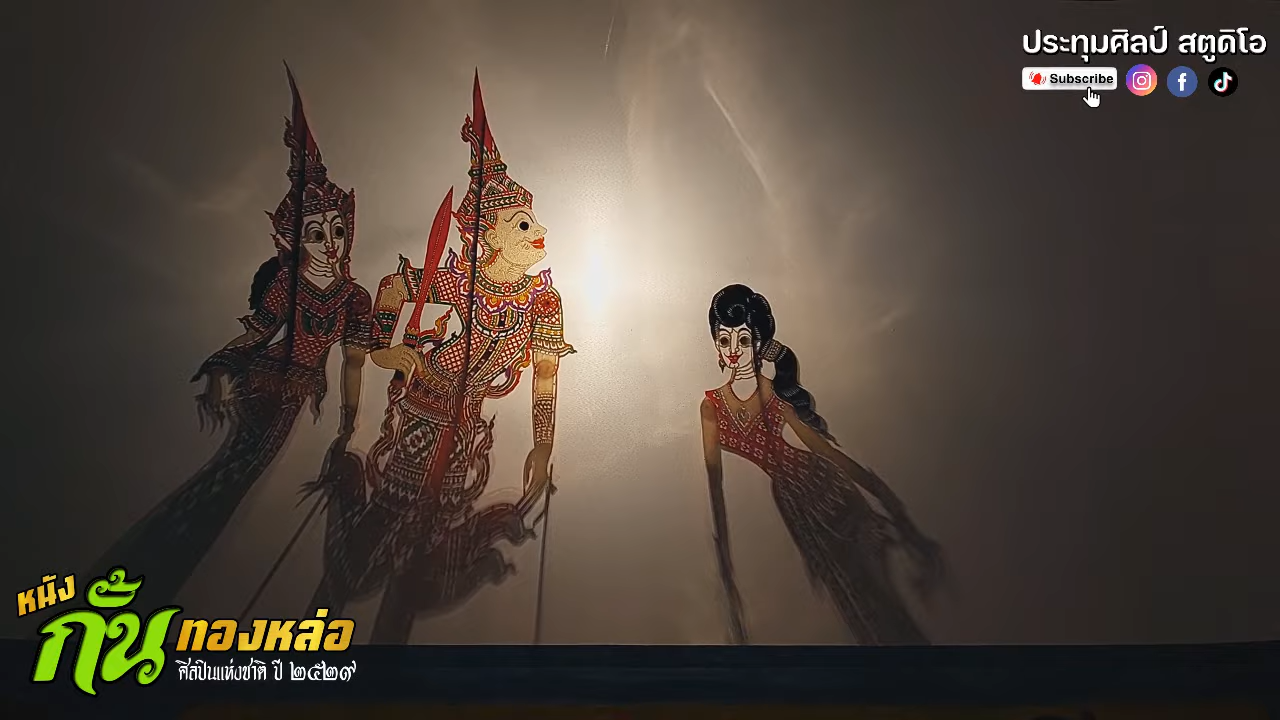 ประทุมศิลป์ สตูดิโอ
Subscribe
หนัง
กั้น
ทองหล่อ
ศิลปินแห่งชาติ ปี ๒๕๒๙